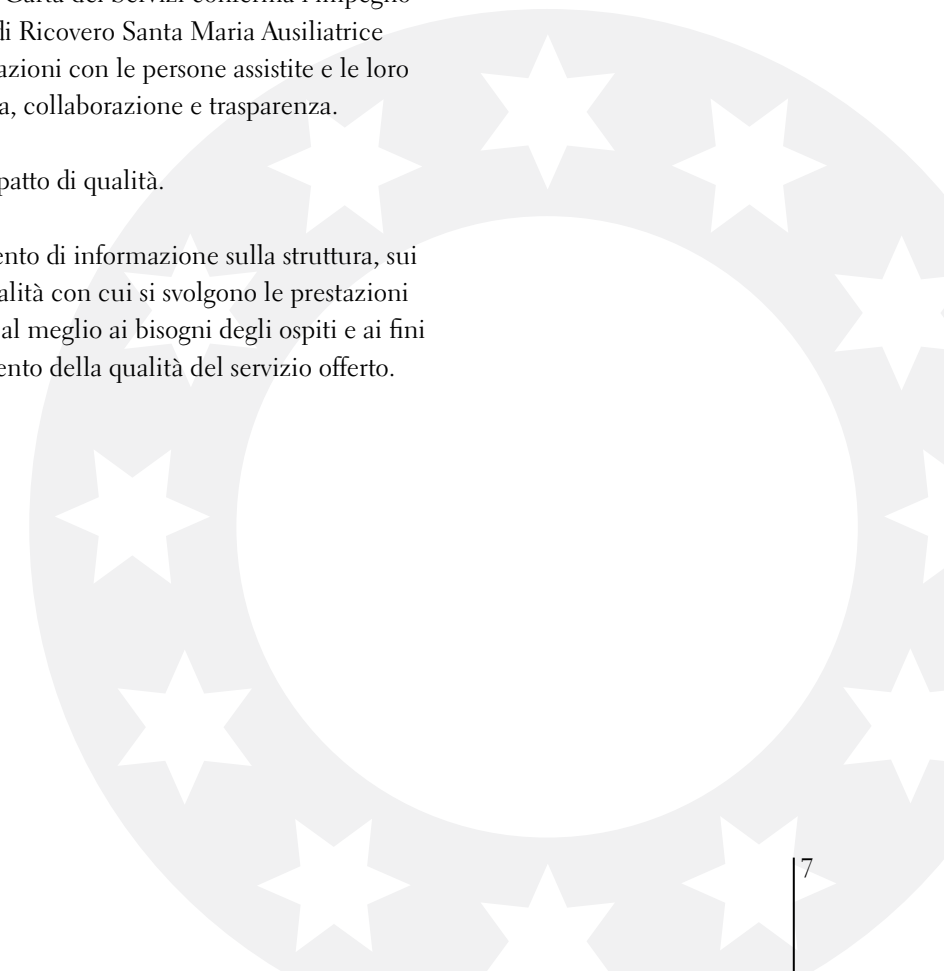 Carta dei Servizi conferma l'impegno
di Ricovero Santa Maria Ausiliatrice
azioni con le persone assistite e le loro
a, collaborazione e trasparenza.
patto di qualità.
ento di informazione sulla struttura, sui
alità con cui si svolgono le prestazioni
al meglio ai bisogni degli ospiti e ai fini
ento della qualità del servizio offerto.
7